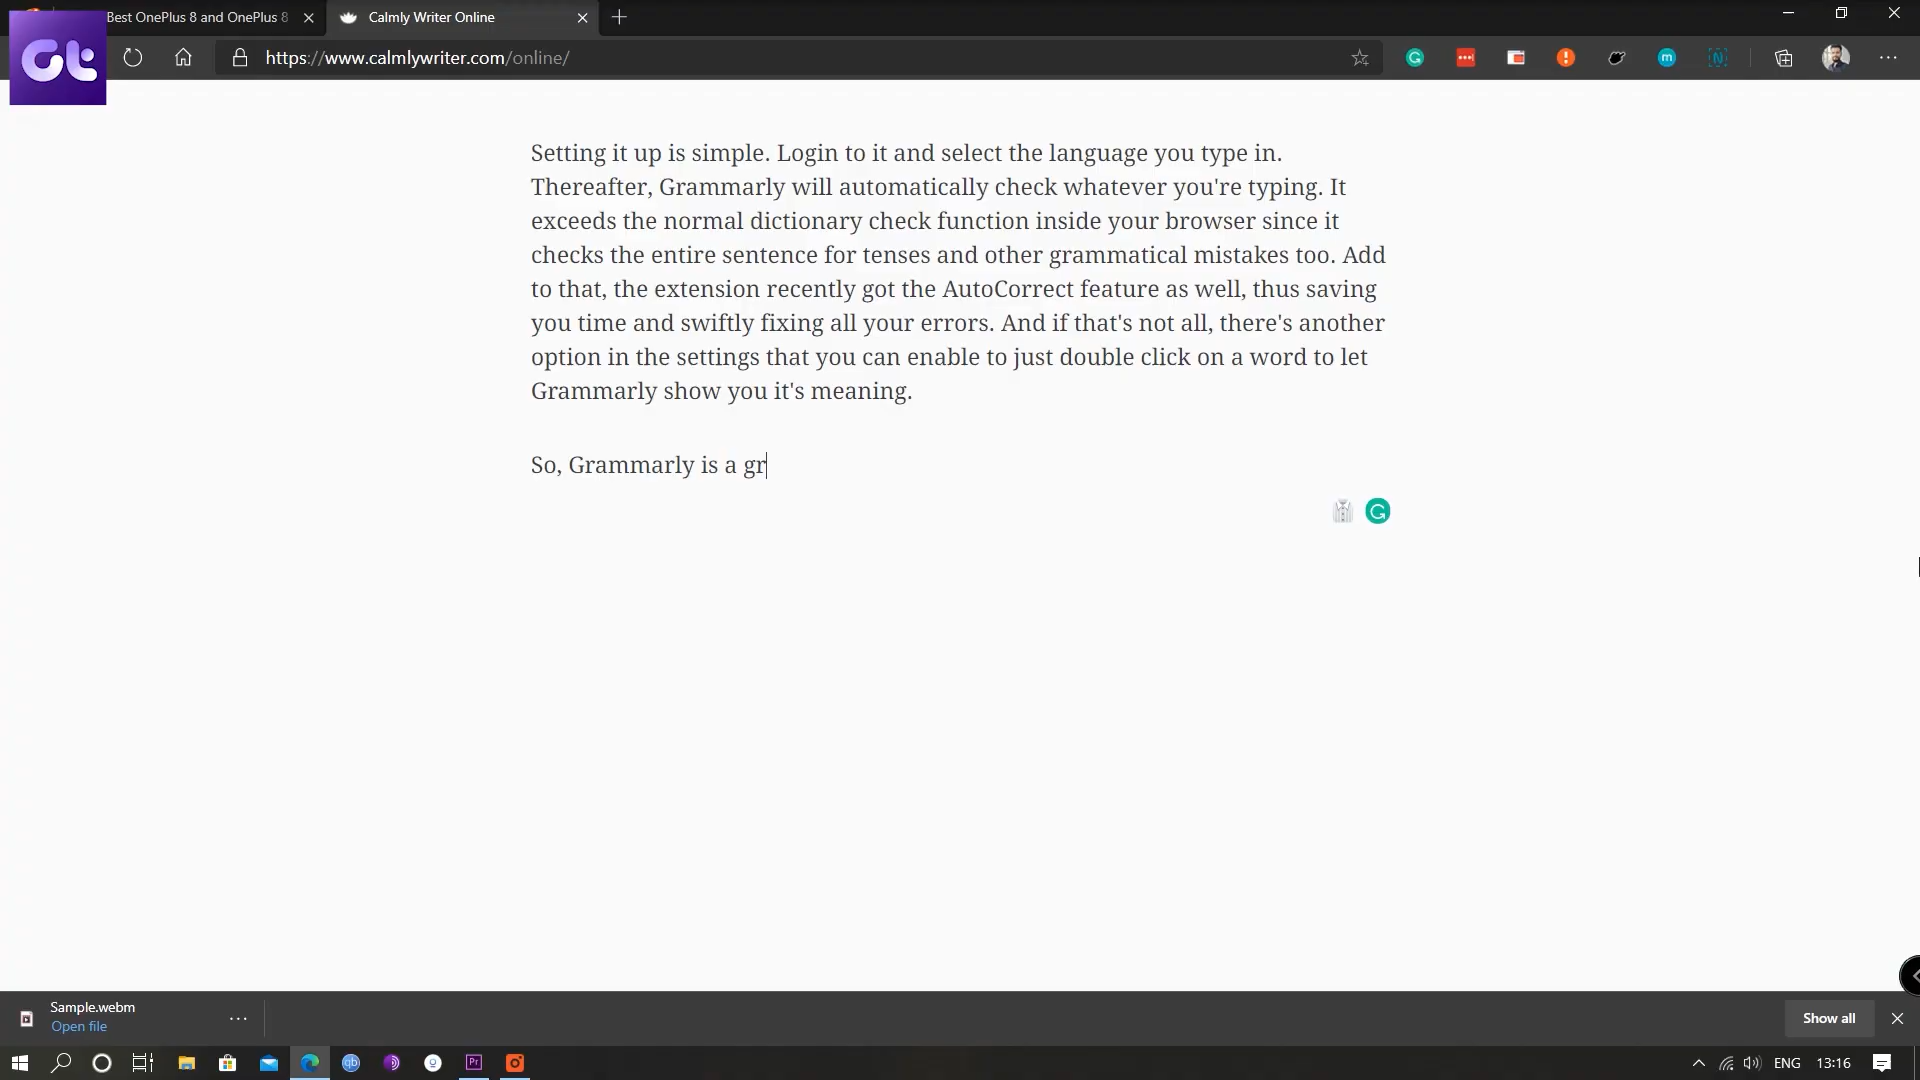 Best OnePlus 8 and OnePlus 8
Calmly Writer Online
Gt
https://www.calmlywriter.com/online/
Setting it up is simple. Login to it and select the language you type in.
Thereafter, Grammarly will automatically check whatever you're typing. It
exceeds the normal dictionary check function inside your browser since it
checks the entire sentence for tenses and other grammatical mistakes too. Add
to that, the extension recently got the AutoCorrect feature as well, thus saving
you time and swiftly fixing all your errors. And if that's not all, there's another
option in the settings that you can enable to just double click on a word to let
Grammarly show you it's meaning.
So, Grammarly is a gr
Sample.webm
Open file
Show all
qb
Pr
ENG
13:16